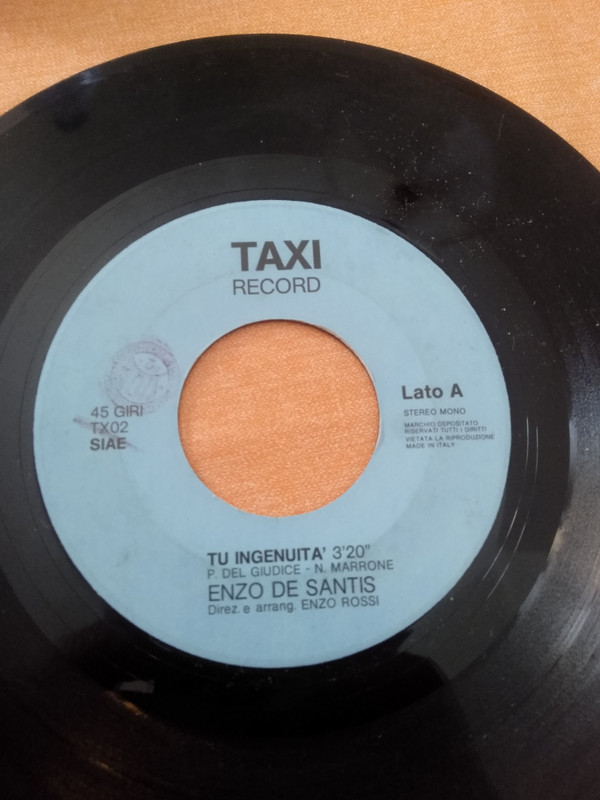 TAXI
RECORD
45 GIRI
TX02
SIAE
Lato A
STEREO MONO
MARCHIO DEPOSITATO
RISERVATI TUTTI I DIRITTI
VIETATA LA RIPRODUZIONE
MADE IN ITALY
TU INGENUITA' 3'20"
P. DEL GIUDICE - N. MARRONE
ENZO DE SANTIS
Direz. e arrang. ENZO ROSSI